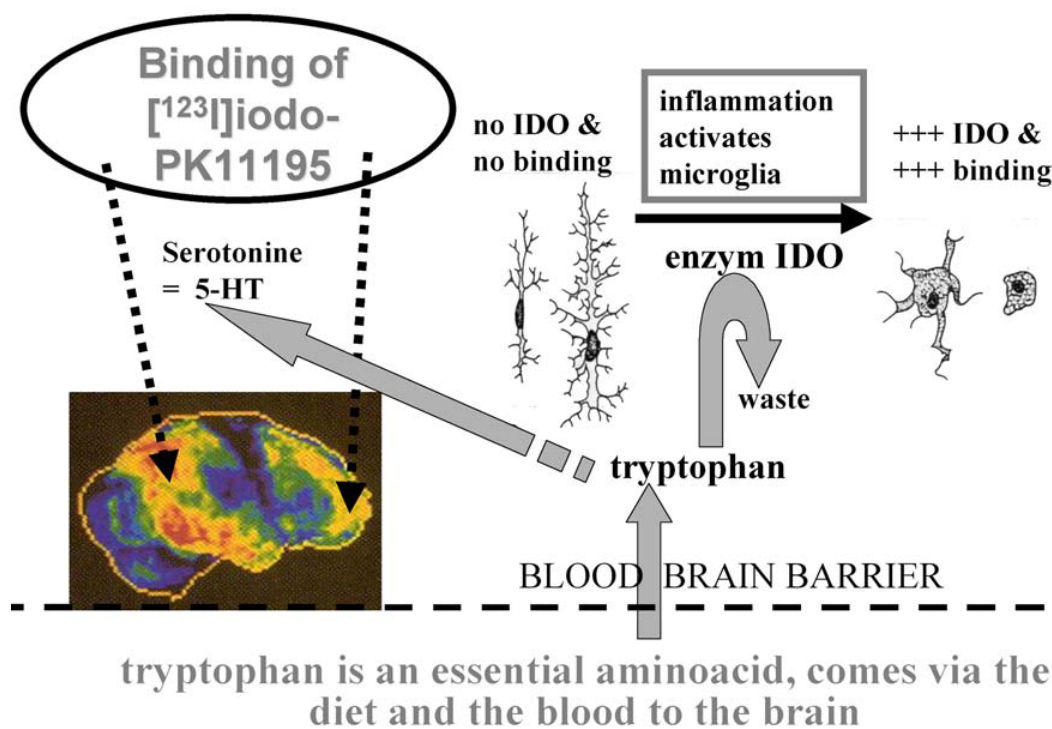 Binding of
[¹²³I]iodo-
PK11195
no IDO &
no binding
inflammation
activates
microglia
+++ IDO &
+++ binding
Serotonine
= 5-HT
enzym IDO
waste
tryptophan
BLOOD BRAIN BARRIER
tryptophan is an essential aminoacid, comes via the
diet and the blood to the brain